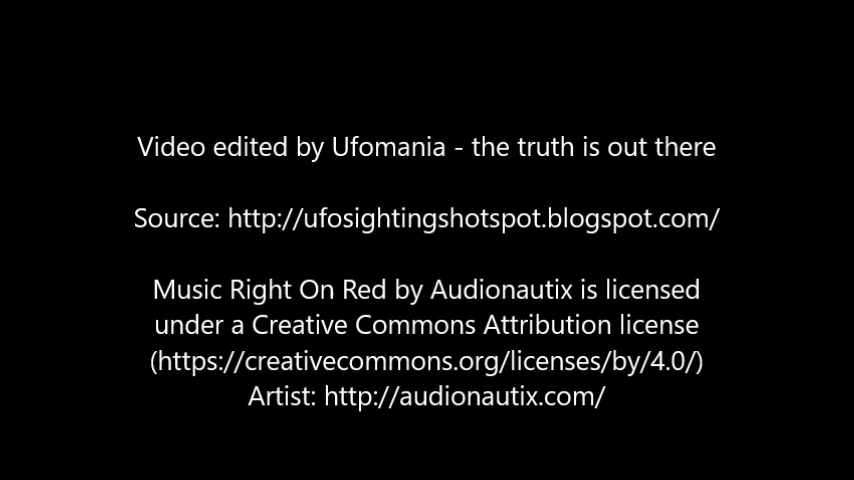 Video edited by Ufomania - the truth is out there
Source: http://ufosightingshotspot.blogspot.com/
Music Right On Red by Audionautix is licensed
under a Creative Commons Attribution license
(https://creativecommons.org/licenses/by/4.0/)
Artist: http://audionautix.com/